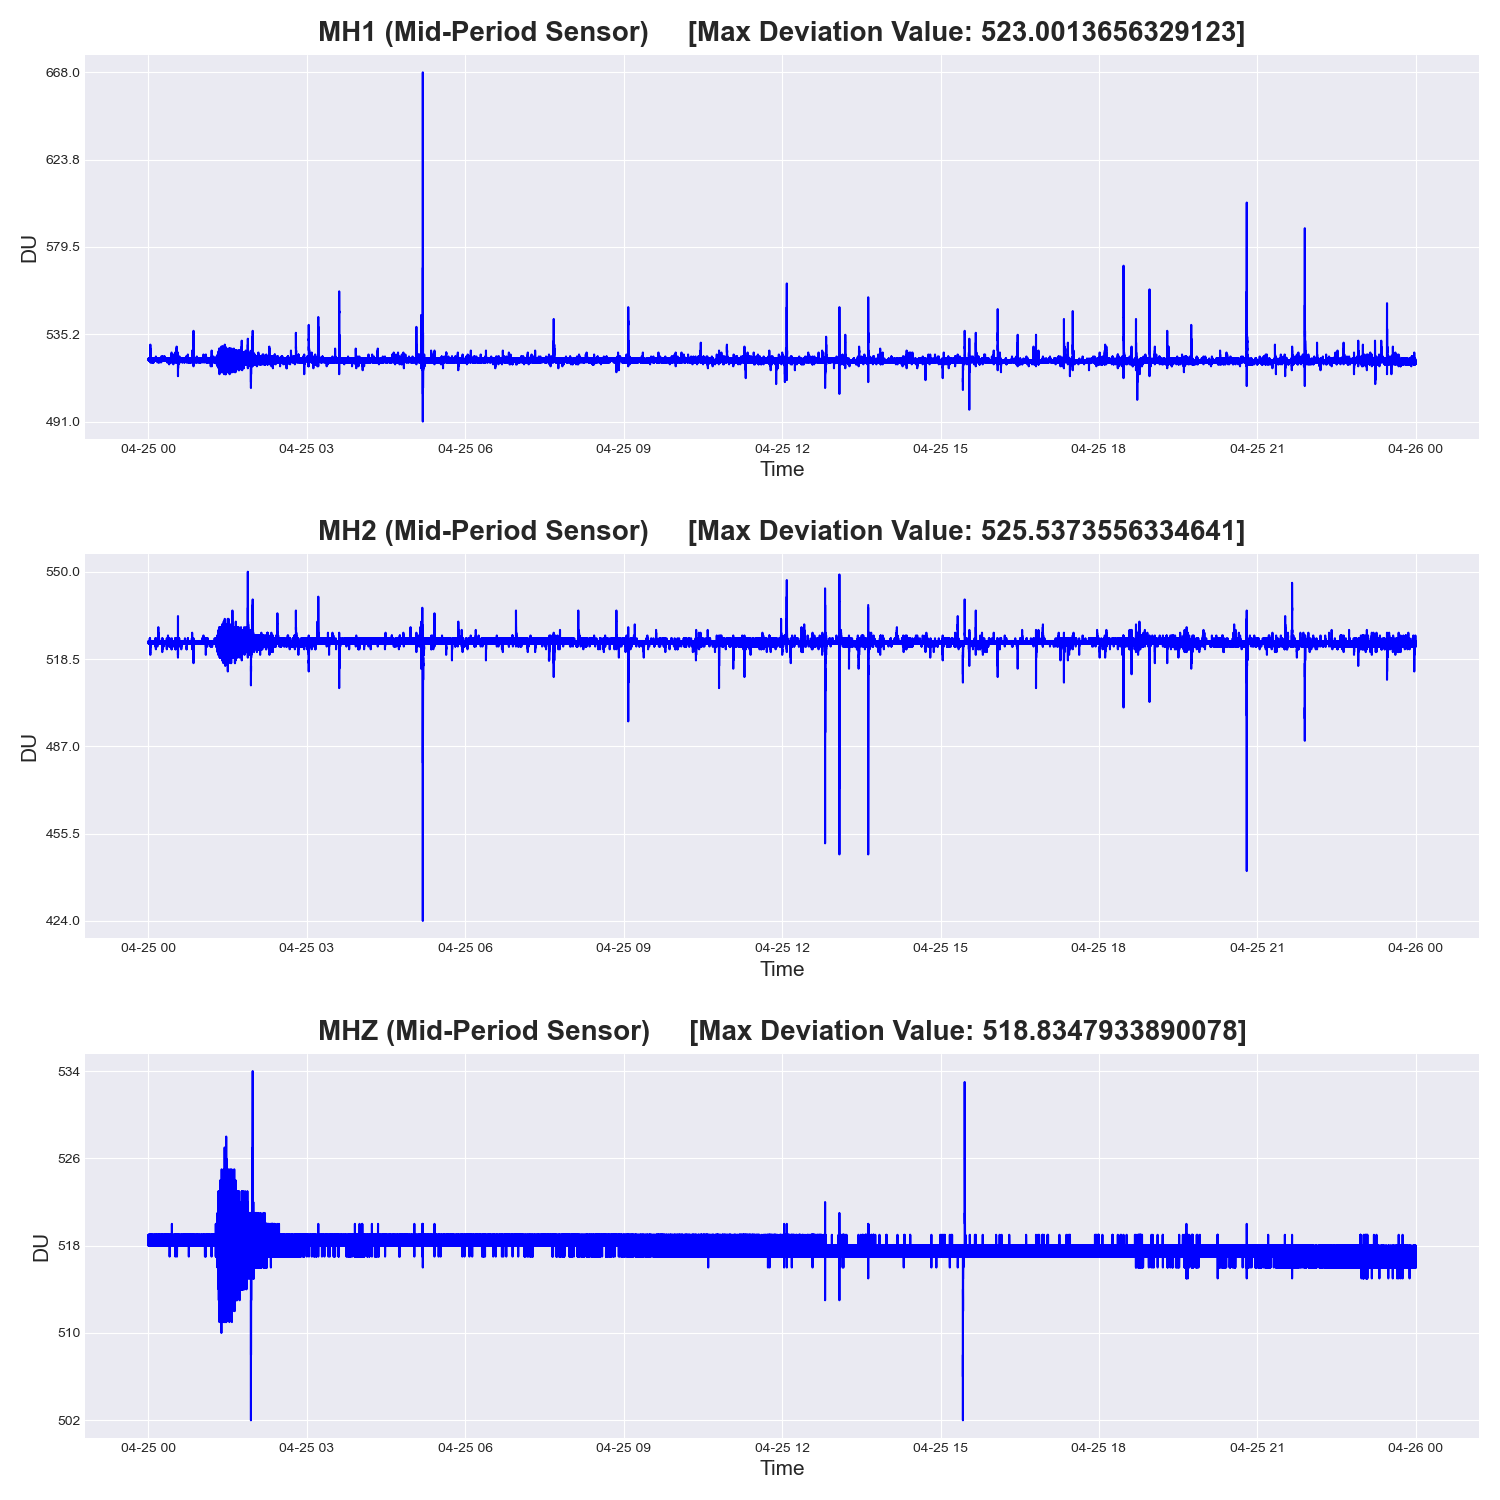 MH1 (Mid-Period Sensor) [Max Deviation Value: 523.0013656329123]
668.0
623.8
579.5
535.2
491.0
DU
04-25 00 04-25 03 04-25 06 04-25 09 04-25 12 04-25 15 04-25 18 04-25 21 04-26 00
Time
MH2 (Mid-Period Sensor) [Max Deviation Value: 525.5373556334641]
550.0
518.5
487.0
455.5
424.0
DU
04-25 00 04-25 03 04-25 06 04-25 09 04-25 12 04-25 15 04-25 18 04-25 21 04-26 00
Time
MHZ (Mid-Period Sensor) [Max Deviation Value: 518.8347933890078]
534
526
518
510
502
DU
04-25 00 04-25 03 04-25 06 04-25 09 04-25 12 04-25 15 04-25 18 04-25 21 04-26 00
Time